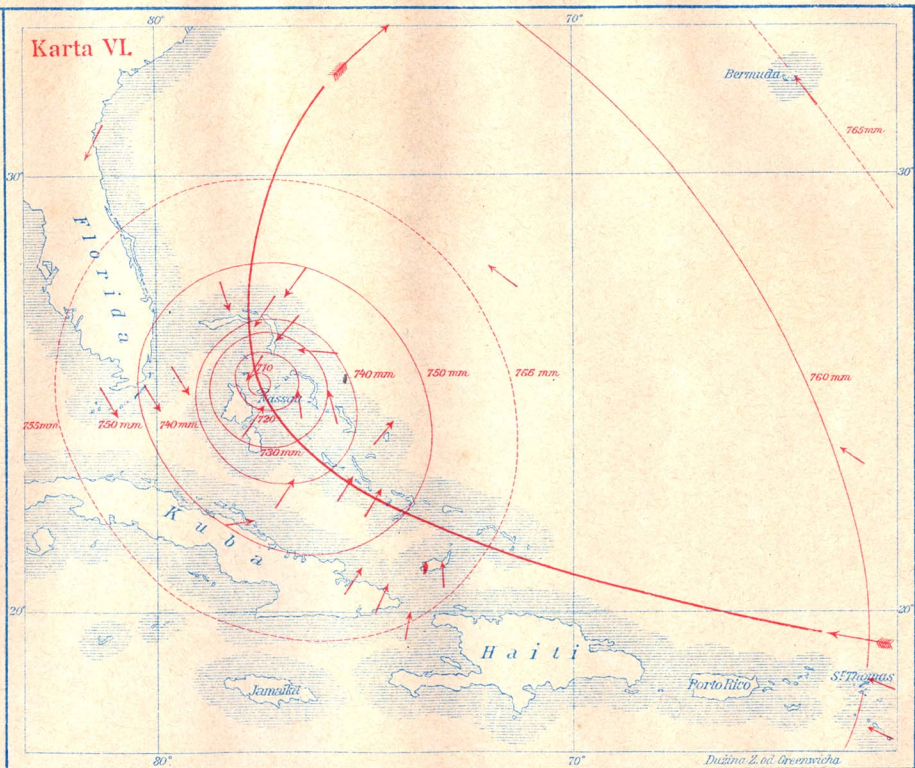 80°
70°
Karta VI.
Bermuda
765 mm
30°
30°
Florida
710
740 mm
750 mm
766 mm
760 mm
Nassau
755 mm
750 mm
740 mm
720
730 mm
Kuba
20°
20°
Haiti
Jamaika
Porto Rico
St. Thomas
80°
70°
Dužina Z. od Greenwicha